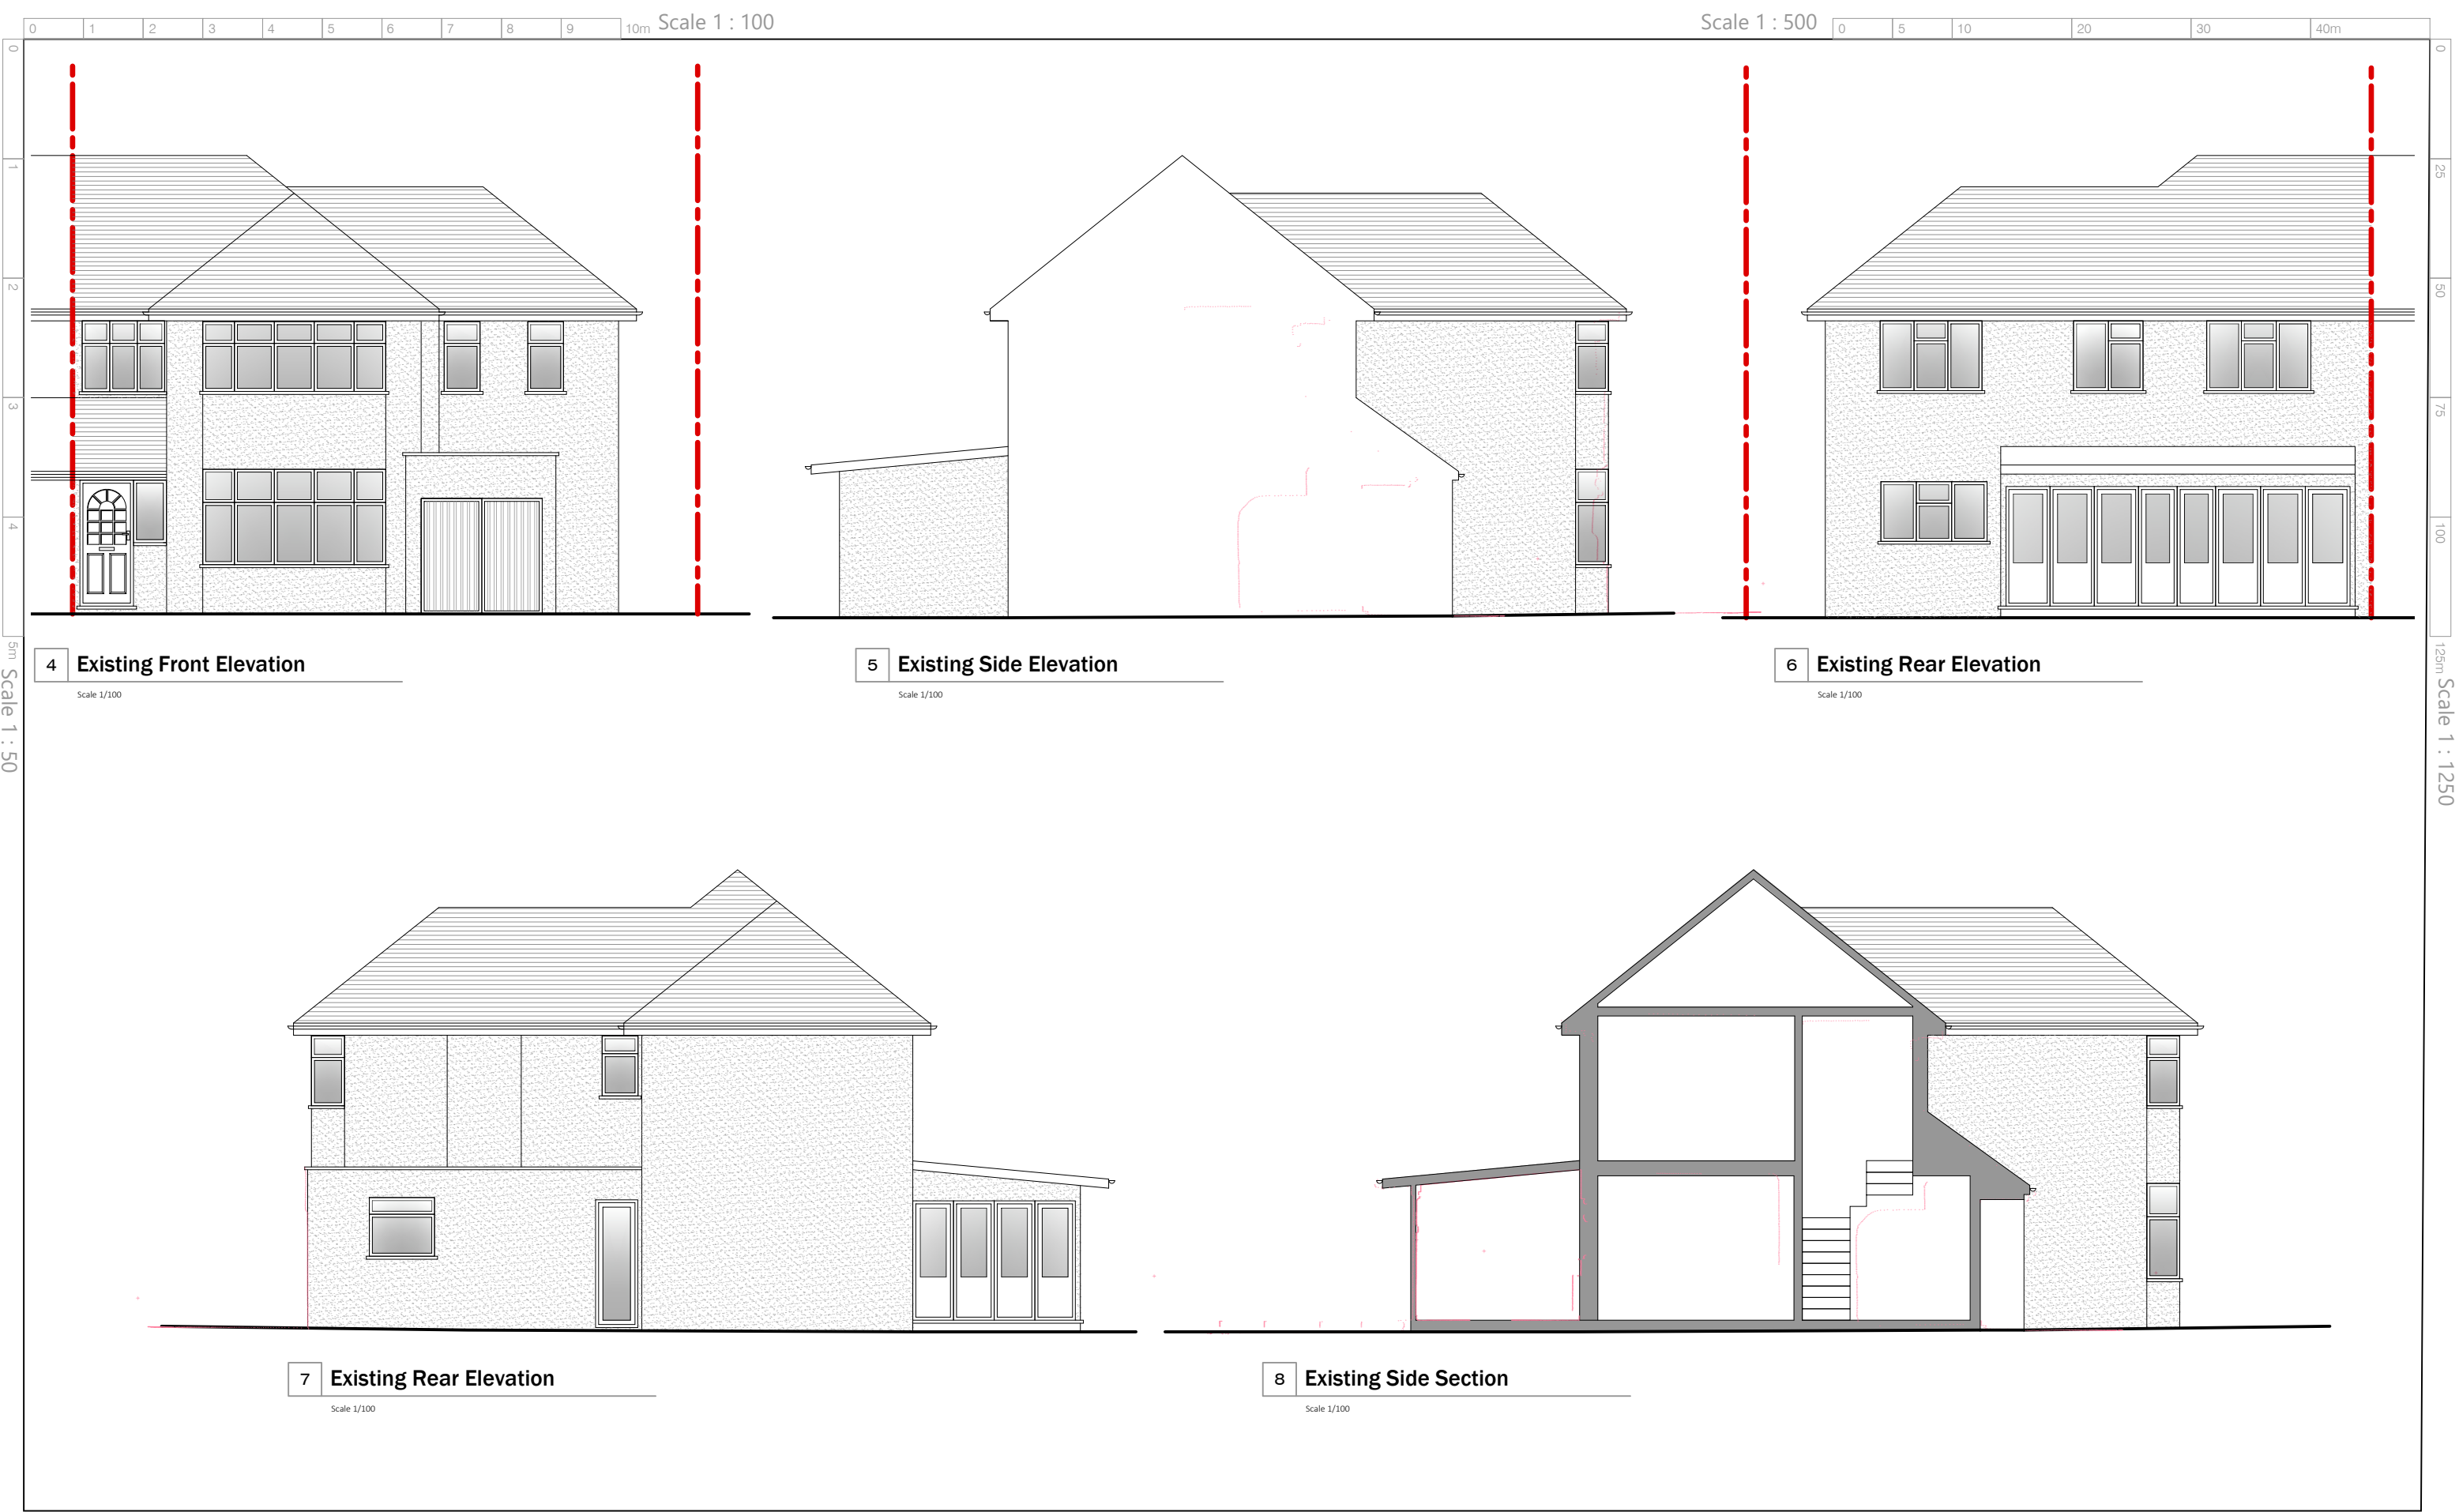 0 1 2 3 4 5 6 7 8 9 10m Scale 1 : 100
Scale 1 : 500 0 5 10 20 30 40m
0 1 2 3 4 5m Scale 1 : 50
0 25 50 75 100 125m Scale 1 : 1250
4 Existing Front Elevation
Scale 1/100
5 Existing Side Elevation
Scale 1/100
6 Existing Rear Elevation
Scale 1/100
7 Existing Rear Elevation
Scale 1/100
8 Existing Side Section
Scale 1/100